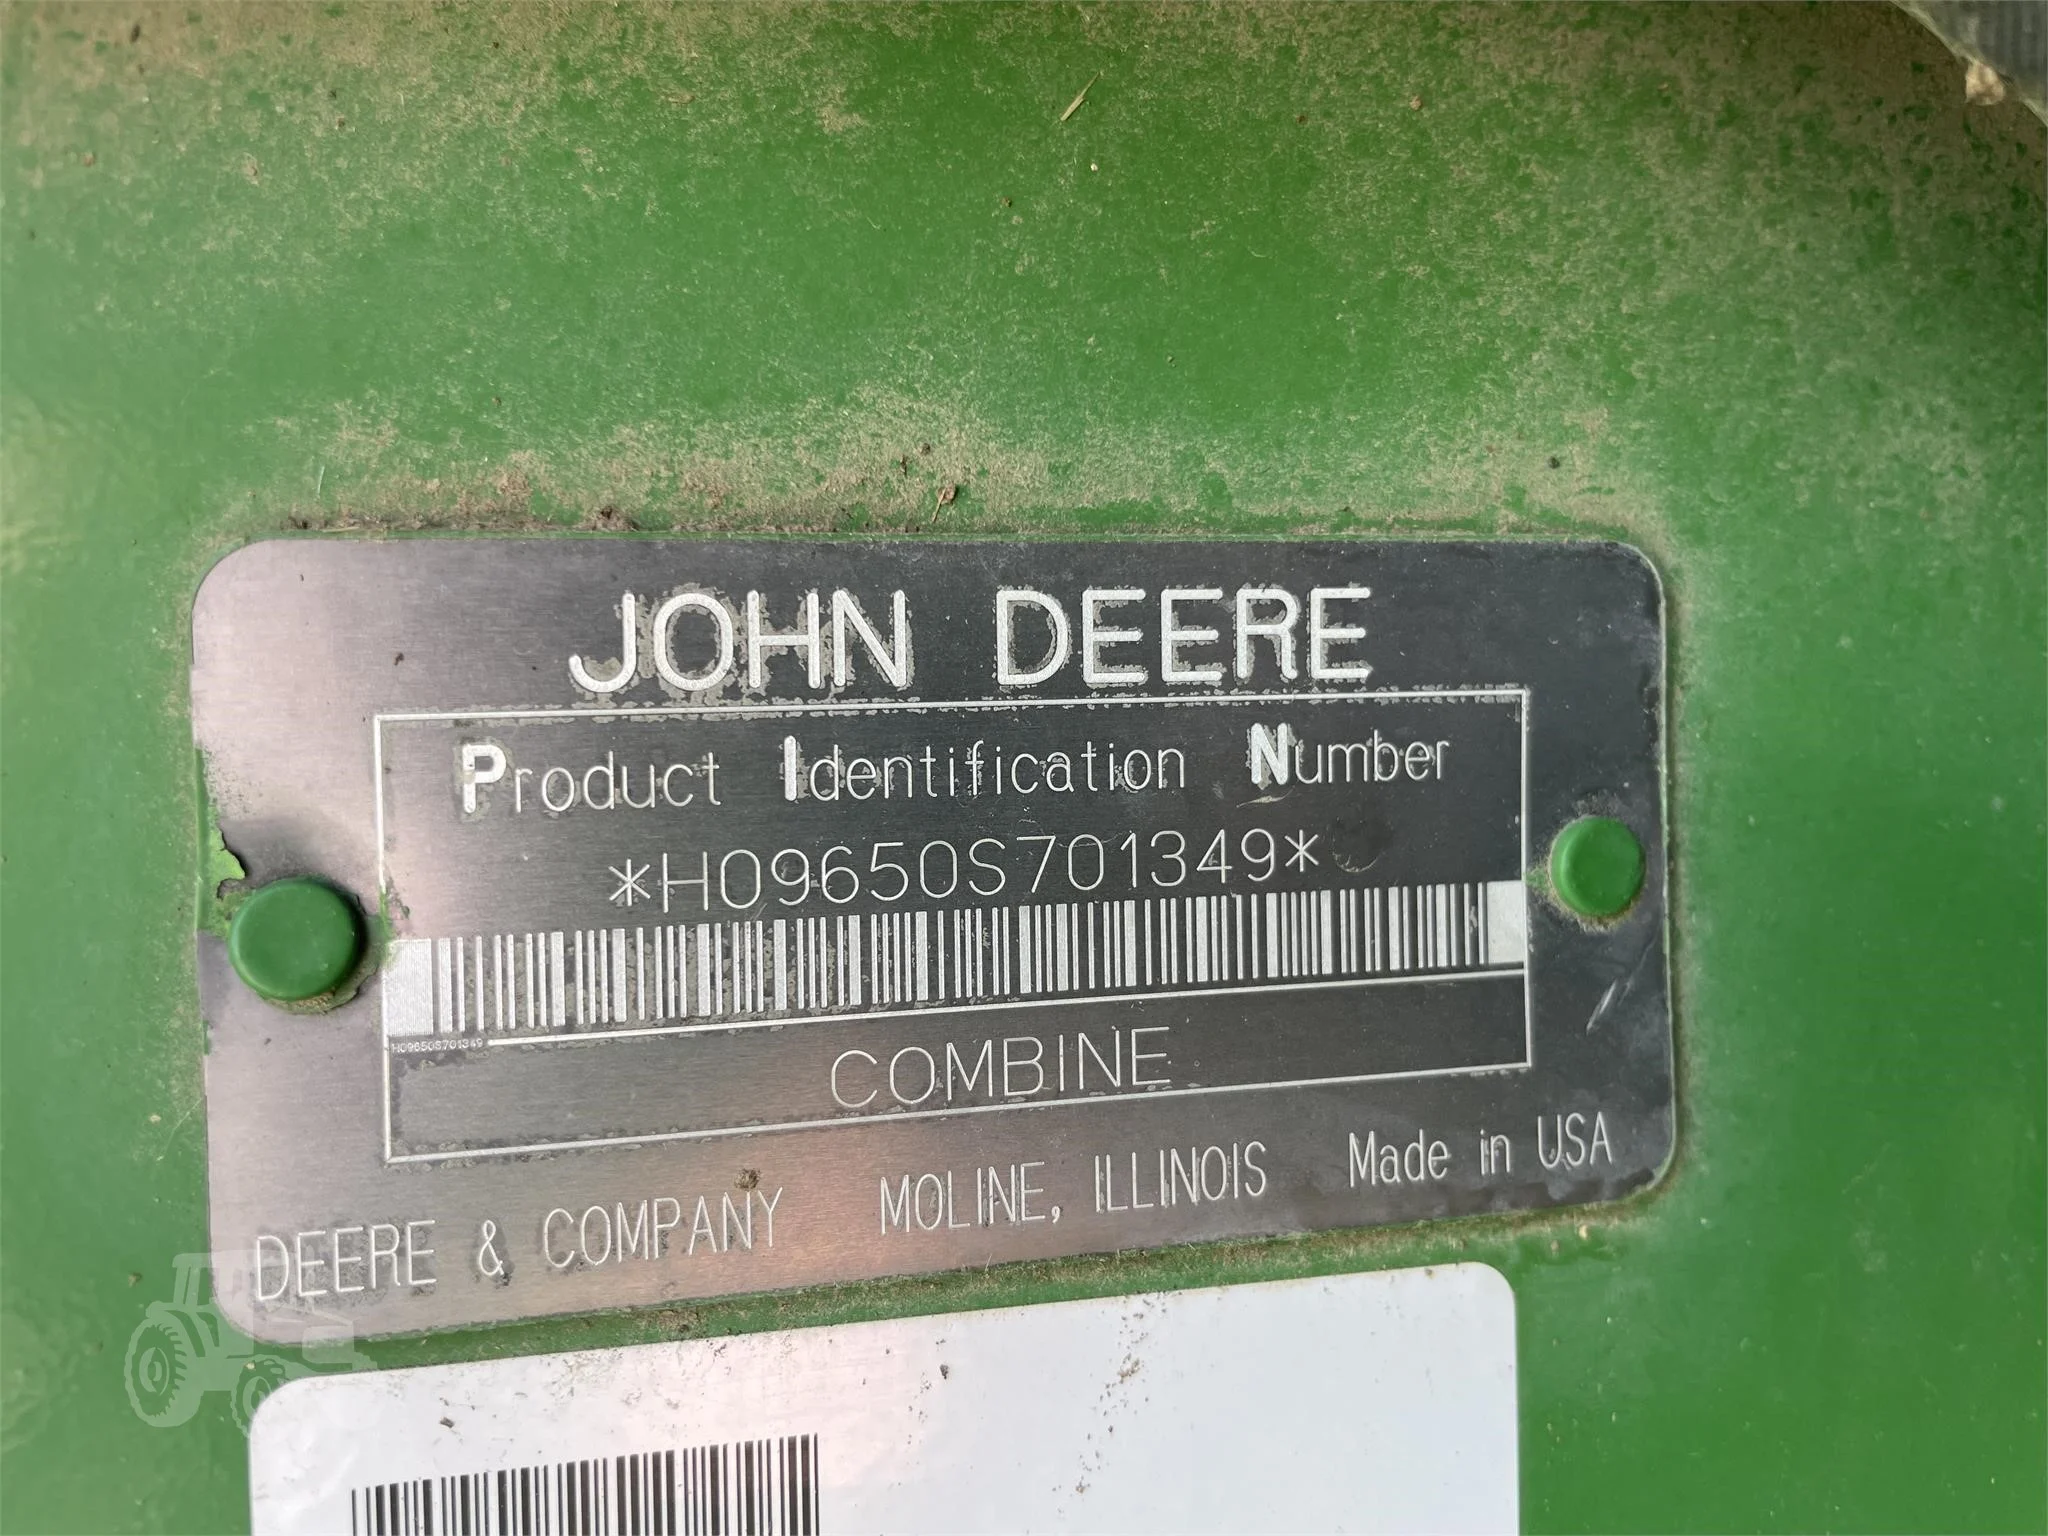 JOHN DEERE
Product Identification Number
*H09650S701349*
H09650S701349
COMBINE
DEERE & COMPANY MOLINE, ILLINOIS Made in USA